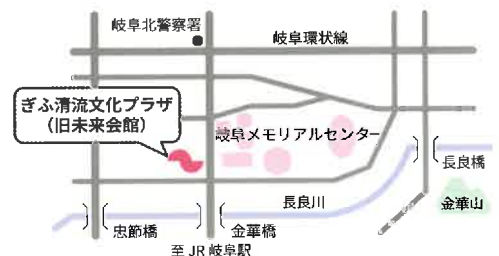 岐阜北警察署
岐阜環状線
ぎふ清流文化プラザ
（旧未来会館）
岐阜メモリアルセンター
長良橋
長良川
金華山
忠節橋
金華橋
至 JR 岐阜駅